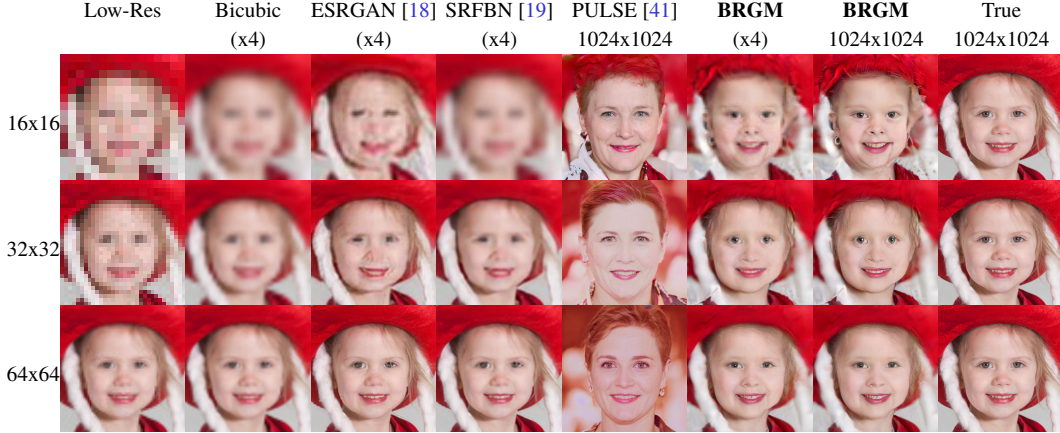 Low-Res Bicubic ESRGAN [18] SRFBN [19] PULSE [41] BRGM BRGM True
(x4) (x4) (x4) 1024x1024 (x4) 1024x1024 1024x1024
16x16
32x32
64x64